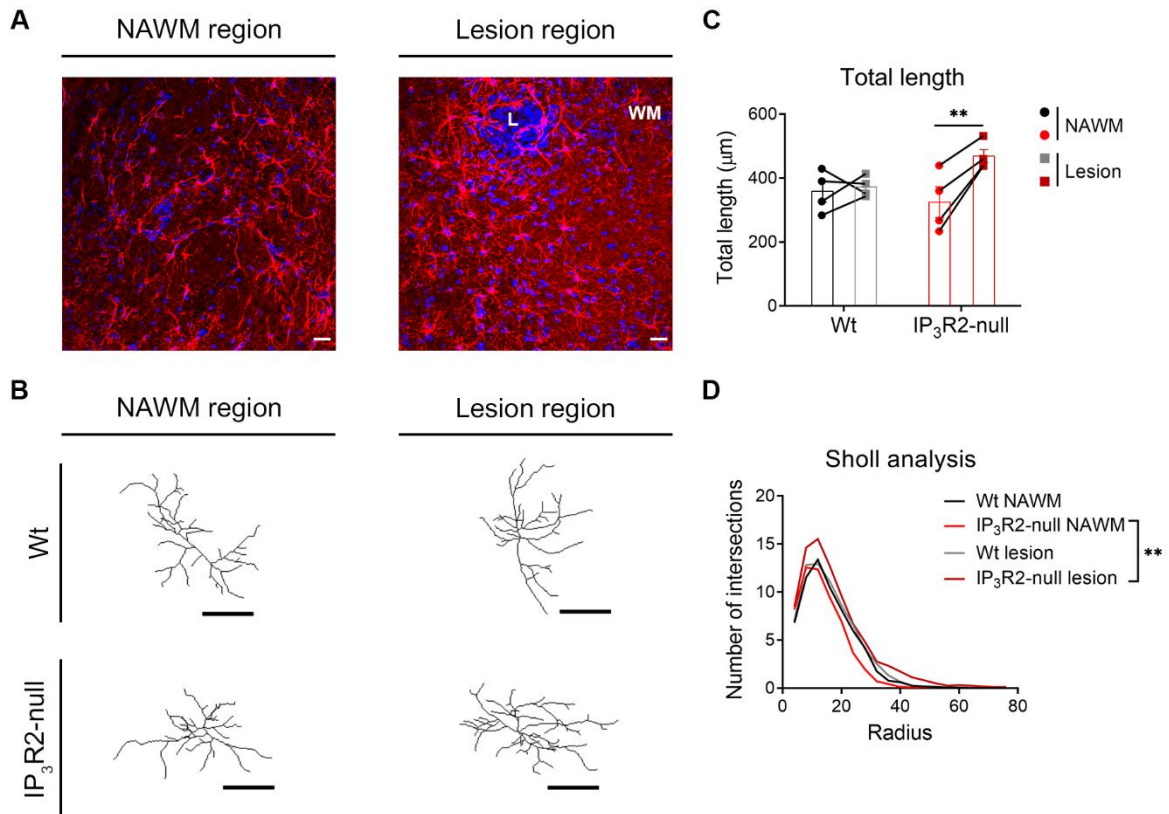 A
NAWM region
Lesion region
L
WM
C
Total length
Total length (μm)
600
400
200
0
Wt
IP₃R2-null
**
NAWM
Lesion
B
NAWM region
Lesion region
Wt
IP₃R2-null
D
Sholl analysis
Number of intersections
20
15
10
5
0
0 20 40 60 80
Radius
Wt NAWM
IP₃R2-null NAWM
Wt lesion
IP₃R2-null lesion
**